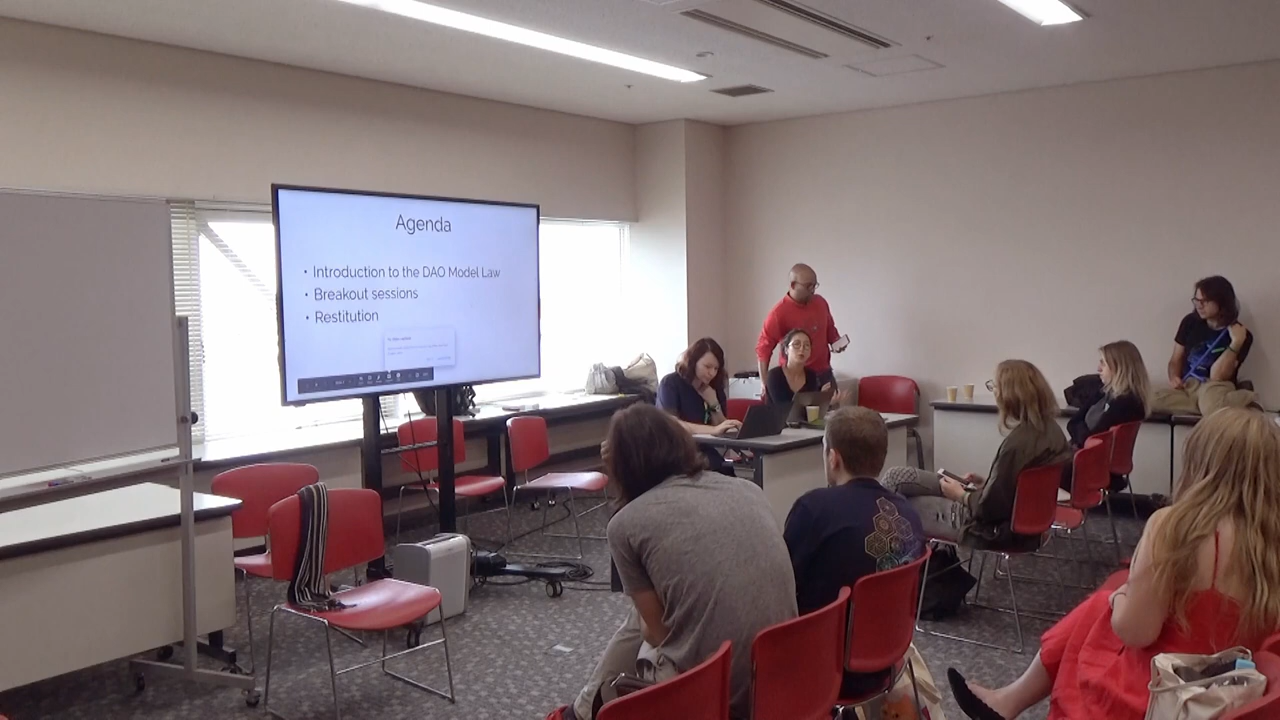 Agenda
• Introduction to the DAO Model Law
• Breakout sessions
• Restitution